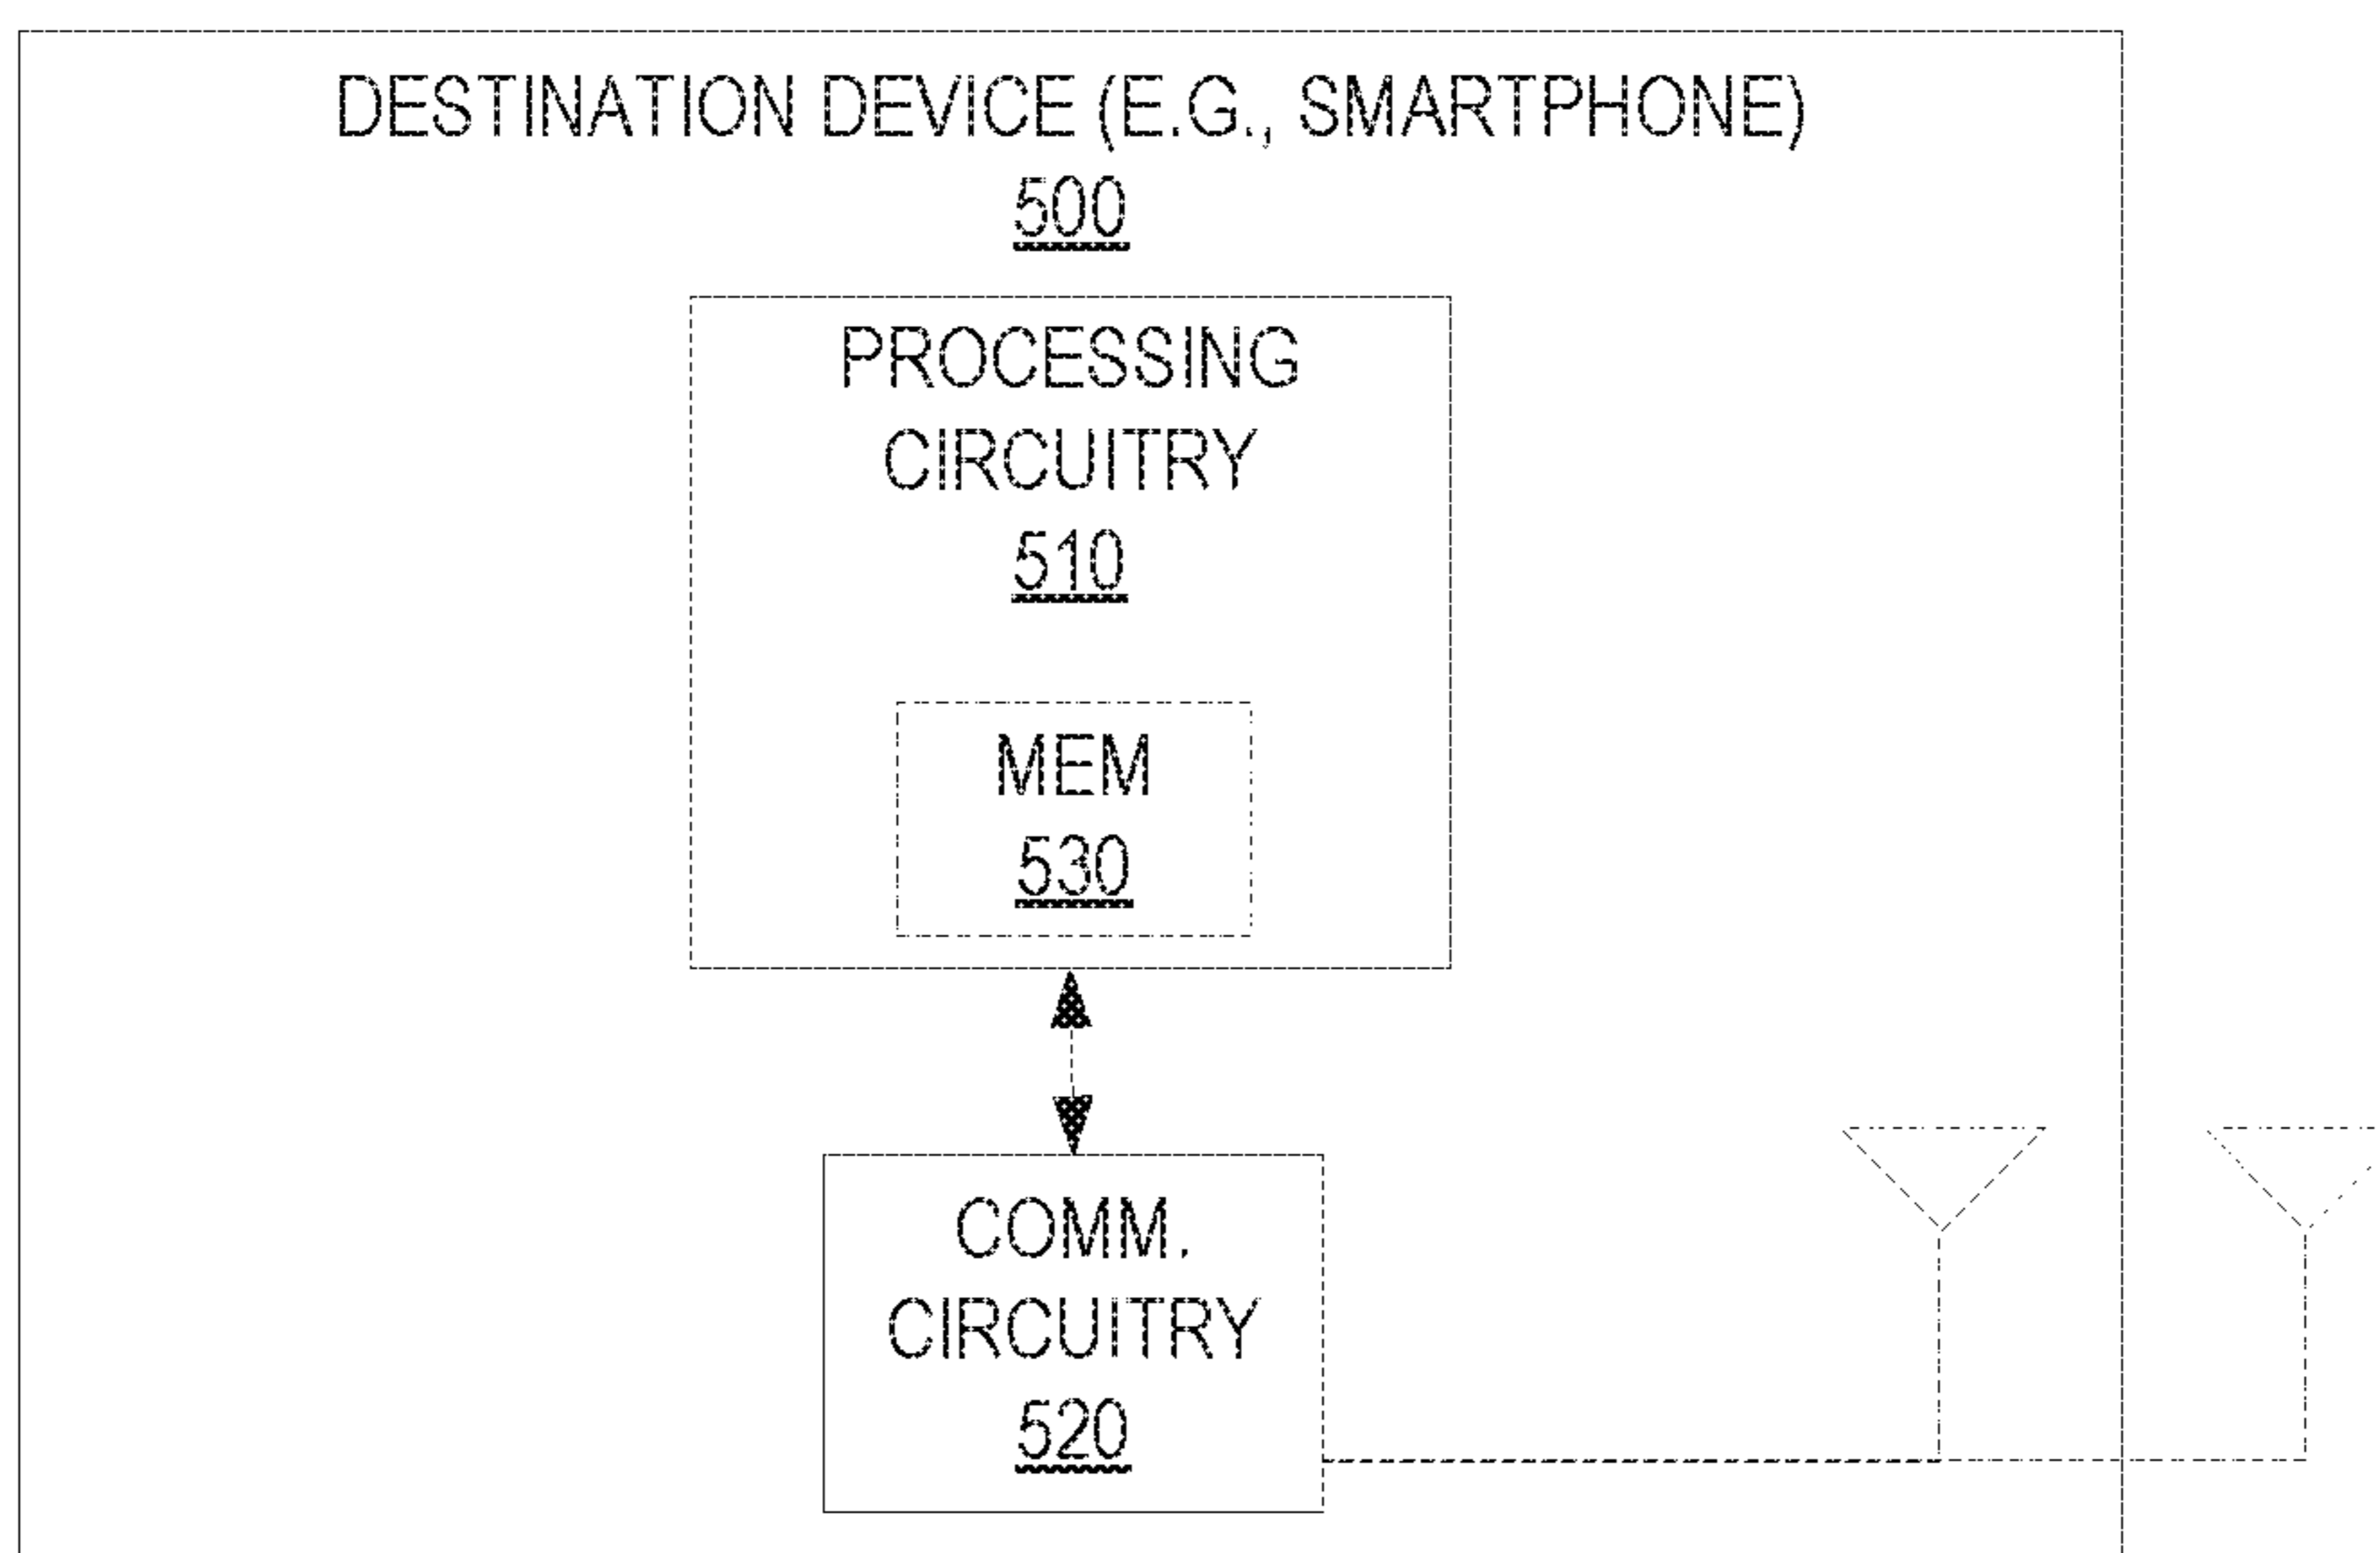 DESTINATION DEVICE (E.G., SMARTPHONE)
500
PROCESSING
CIRCUITRY
510
MEM
530
COMM.
CIRCUITRY
520